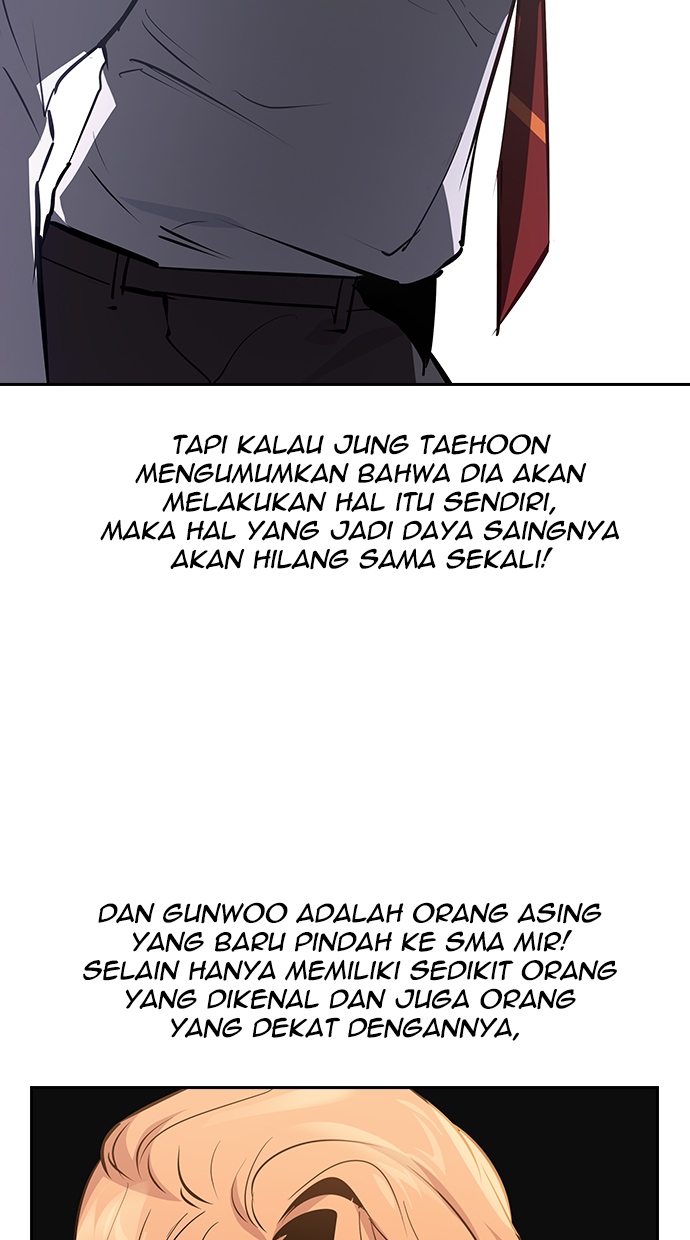 TAPI KALAU JUNG TAEHOON
MENGUMUMKAN BAHWA DIA AKAN
MELAKUKAN HAL ITU SENDIRI,
MAKA HAL YANG JADI DAYA SAINGNYA
AKAN HILANG SAMA SEKALI!
DAN GUNWOO ADALAH ORANG ASING
YANG BARU PINDAH KE SMA MIR!
SELAIN HANYA MEMILIKI SEDIKIT ORANG
YANG DIKENAL DAN JUGA ORANG
YANG DEKAT DENGANNYA,